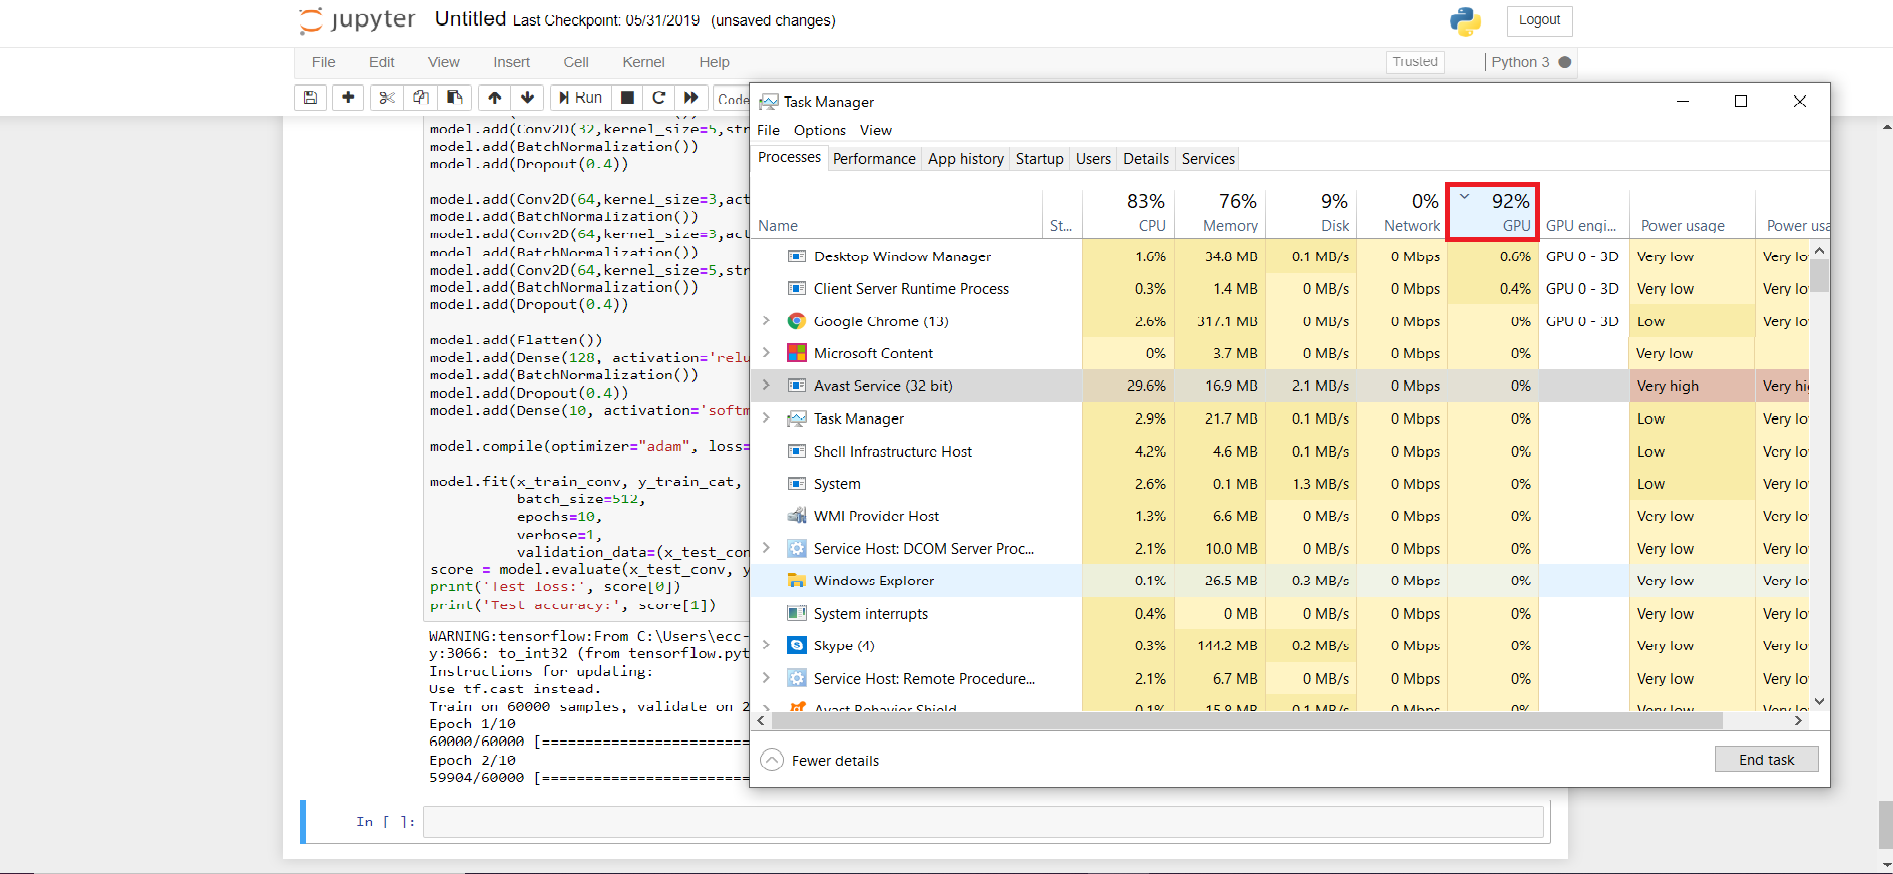 jupyter Untitled Last Checkpoint: 05/31/2019 (unsaved changes)
Logout
File Edit View Insert Cell Kernel Help
Trusted
Python 3
Run
Code
model.add(Conv2D(32,kernel_size=5,str
model.add(BatchNormalization())
model.add(Dropout(0.4))
model.add(Conv2D(64,kernel_size=3,act
model.add(BatchNormalization())
model.add(Conv2D(64,kernel_size=3,act
model.add(BatchNormalization())
model.add(Conv2D(64,kernel_size=5,str
model.add(BatchNormalization())
model.add(Dropout(0.4))
model.add(Flatten())
model.add(Dense(128, activation='relu
model.add(BatchNormalization())
model.add(Dropout(0.4))
model.add(Dense(10, activation='softm
model.compile(optimizer="adam", loss=
model.fit(x_train_conv, y_train_cat,
batch_size=512,
epochs=10,
verbose=1,
validation_data=(x_test_con
score = model.evaluate(x_test_conv, y
print('Test loss:', score[0])
print('Test accuracy:', score[1])
WARNING:tensorflow:From C:\Users\ecc-
y:3066: to_int32 (from tensorflow.pyt
Instructions for updating:
Use tf.cast instead.
Train on 60000 samples, validate on 2
Epoch 1/10
60000/60000 [=========================
Epoch 2/10
59904/60000 [=========================
In [ ]:
Task Manager
File Options View
Processes Performance App history Startup Users Details Services
83% 76% 9% 0% 92%
Name St... CPU Memory Disk Network GPU GPU engi... Power usage Power usa
Desktop Window Manager 1.6% 34.8 MB 0.1 MB/s 0 Mbps 0.6% GPU 0 - 3D Very low Very lo
Client Server Runtime Process 0.3% 1.4 MB 0 MB/s 0 Mbps 0.4% GPU 0 - 3D Very low Very lo
Google Chrome (13) 2.6% 317.1 MB 0 MB/s 0 Mbps 0% GPU 0 - 3D Low Very lo
Microsoft Content 0% 3.7 MB 0 MB/s 0 Mbps 0% Very low
Avast Service (32 bit) 29.6% 16.9 MB 2.1 MB/s 0 Mbps 0% Very high Very hi
Task Manager 2.9% 21.7 MB 0.1 MB/s 0 Mbps 0% Low Very lo
Shell Infrastructure Host 4.2% 4.6 MB 0.1 MB/s 0 Mbps 0% Low Very lo
System 2.6% 0.1 MB 1.3 MB/s 0 Mbps 0% Low Very lo
WMI Provider Host 1.3% 6.6 MB 0 MB/s 0 Mbps 0% Very low Very lo
Service Host: DCOM Server Proc... 2.1% 10.0 MB 0 MB/s 0 Mbps 0% Very low Very lo
Windows Explorer 0.1% 26.5 MB 0.3 MB/s 0 Mbps 0% Very low Very lo
System interrupts 0.4% 0 MB 0 MB/s 0 Mbps 0% Very low Very lo
Skype (4) 0.3% 144.2 MB 0.2 MB/s 0 Mbps 0% Very low Very lo
Service Host: Remote Procedure... 2.1% 6.7 MB 0 MB/s 0 Mbps 0% Very low Very lo
Avast Behavior Shield 0.1% 15.8 MB 0.1 MB/s 0 Mbps 0% Very low Very lo
Fewer details
End task